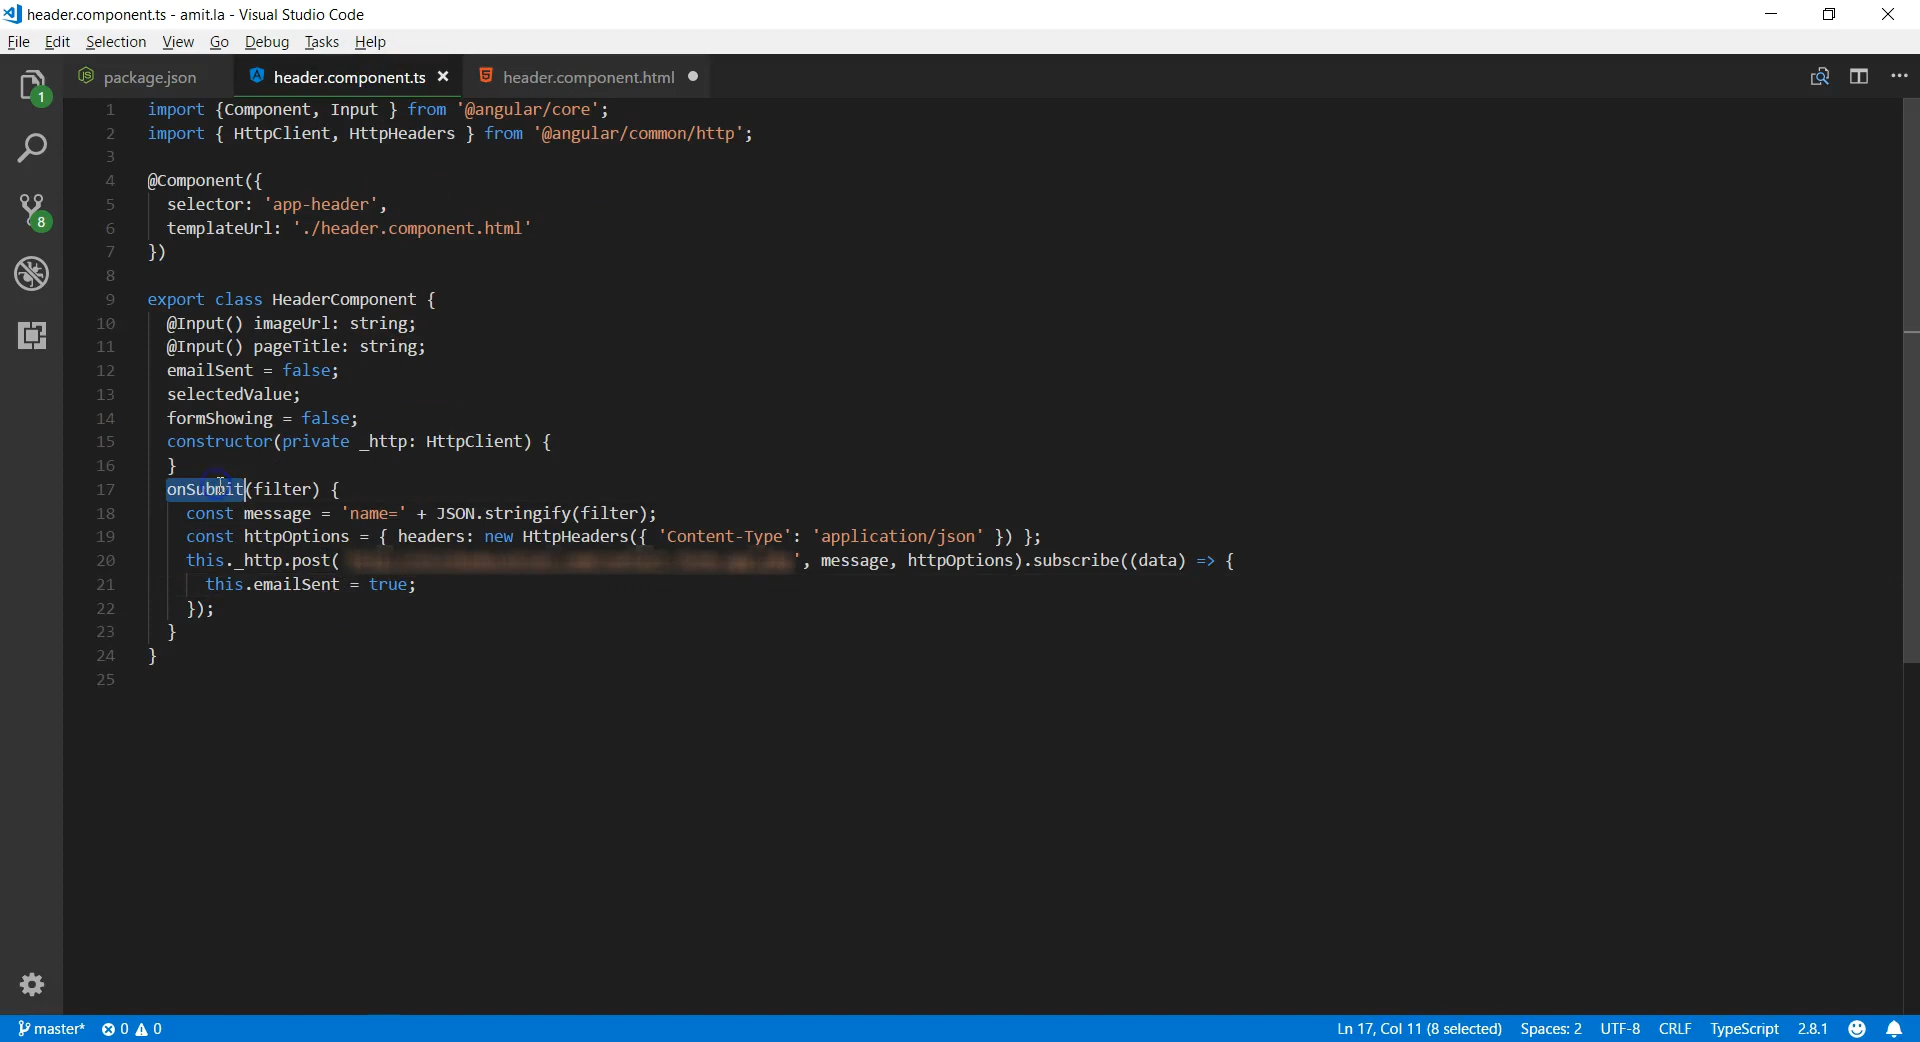 header.component.ts - amit.la - Visual Studio Code
File Edit Selection View Go Debug Tasks Help
package.json header.component.ts header.component.html
1
1 import {Component, Input } from '@angular/core';
2 import { HttpClient, HttpHeaders } from '@angular/common/http';
3
4 @Component({
5 selector: 'app-header',
6 templateUrl: './header.component.html'
7 })
8
8
9 export class HeaderComponent {
10 @Input() imageUrl: string;
11 @Input() pageTitle: string;
12 emailSent = false;
13 selectedValue;
14 formShowing = false;
15 constructor(private _http: HttpClient) {
16 }
17 onSubmit(filter) {
18 const message = 'name=' + JSON.stringify(filter);
19 const httpOptions = { headers: new HttpHeaders({ 'Content-Type': 'application/json' }) };
20 this._http.post( ', message, httpOptions).subscribe((data) => {
21 this.emailSent = true;
22 });
23 }
24 }
25
master* 0 0 Ln 17, Col 11 (8 selected) Spaces: 2 UTF-8 CRLF TypeScript 2.8.1